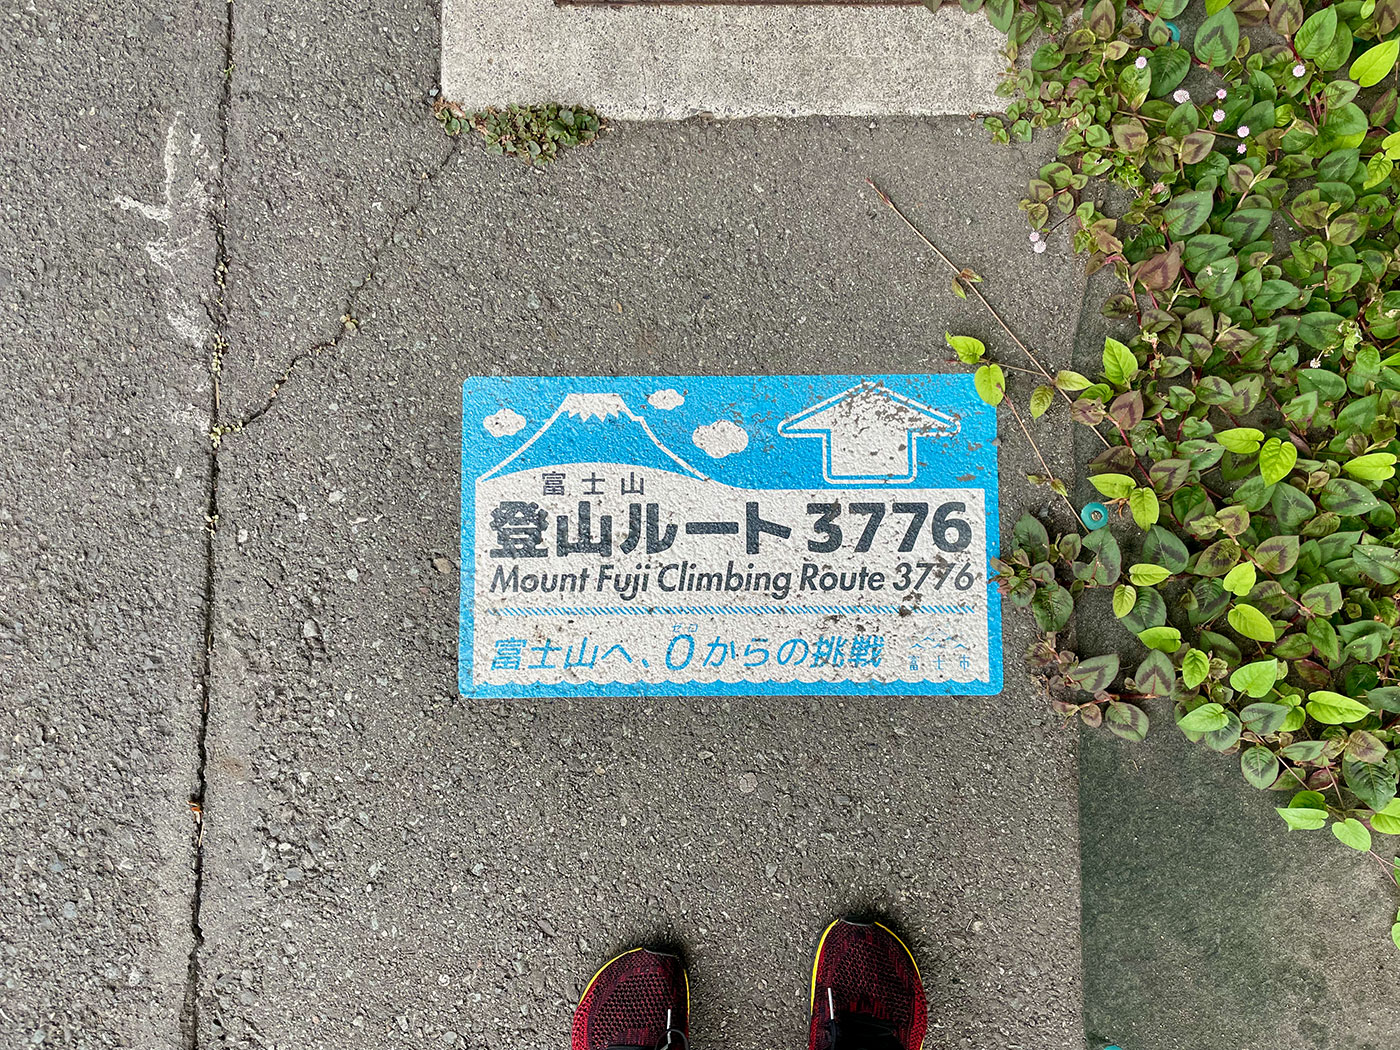 富士山
登山ルート3776
Mount Fuji Climbing Route 3776
ゼロ
富士山へ、0からの挑戦
富士市